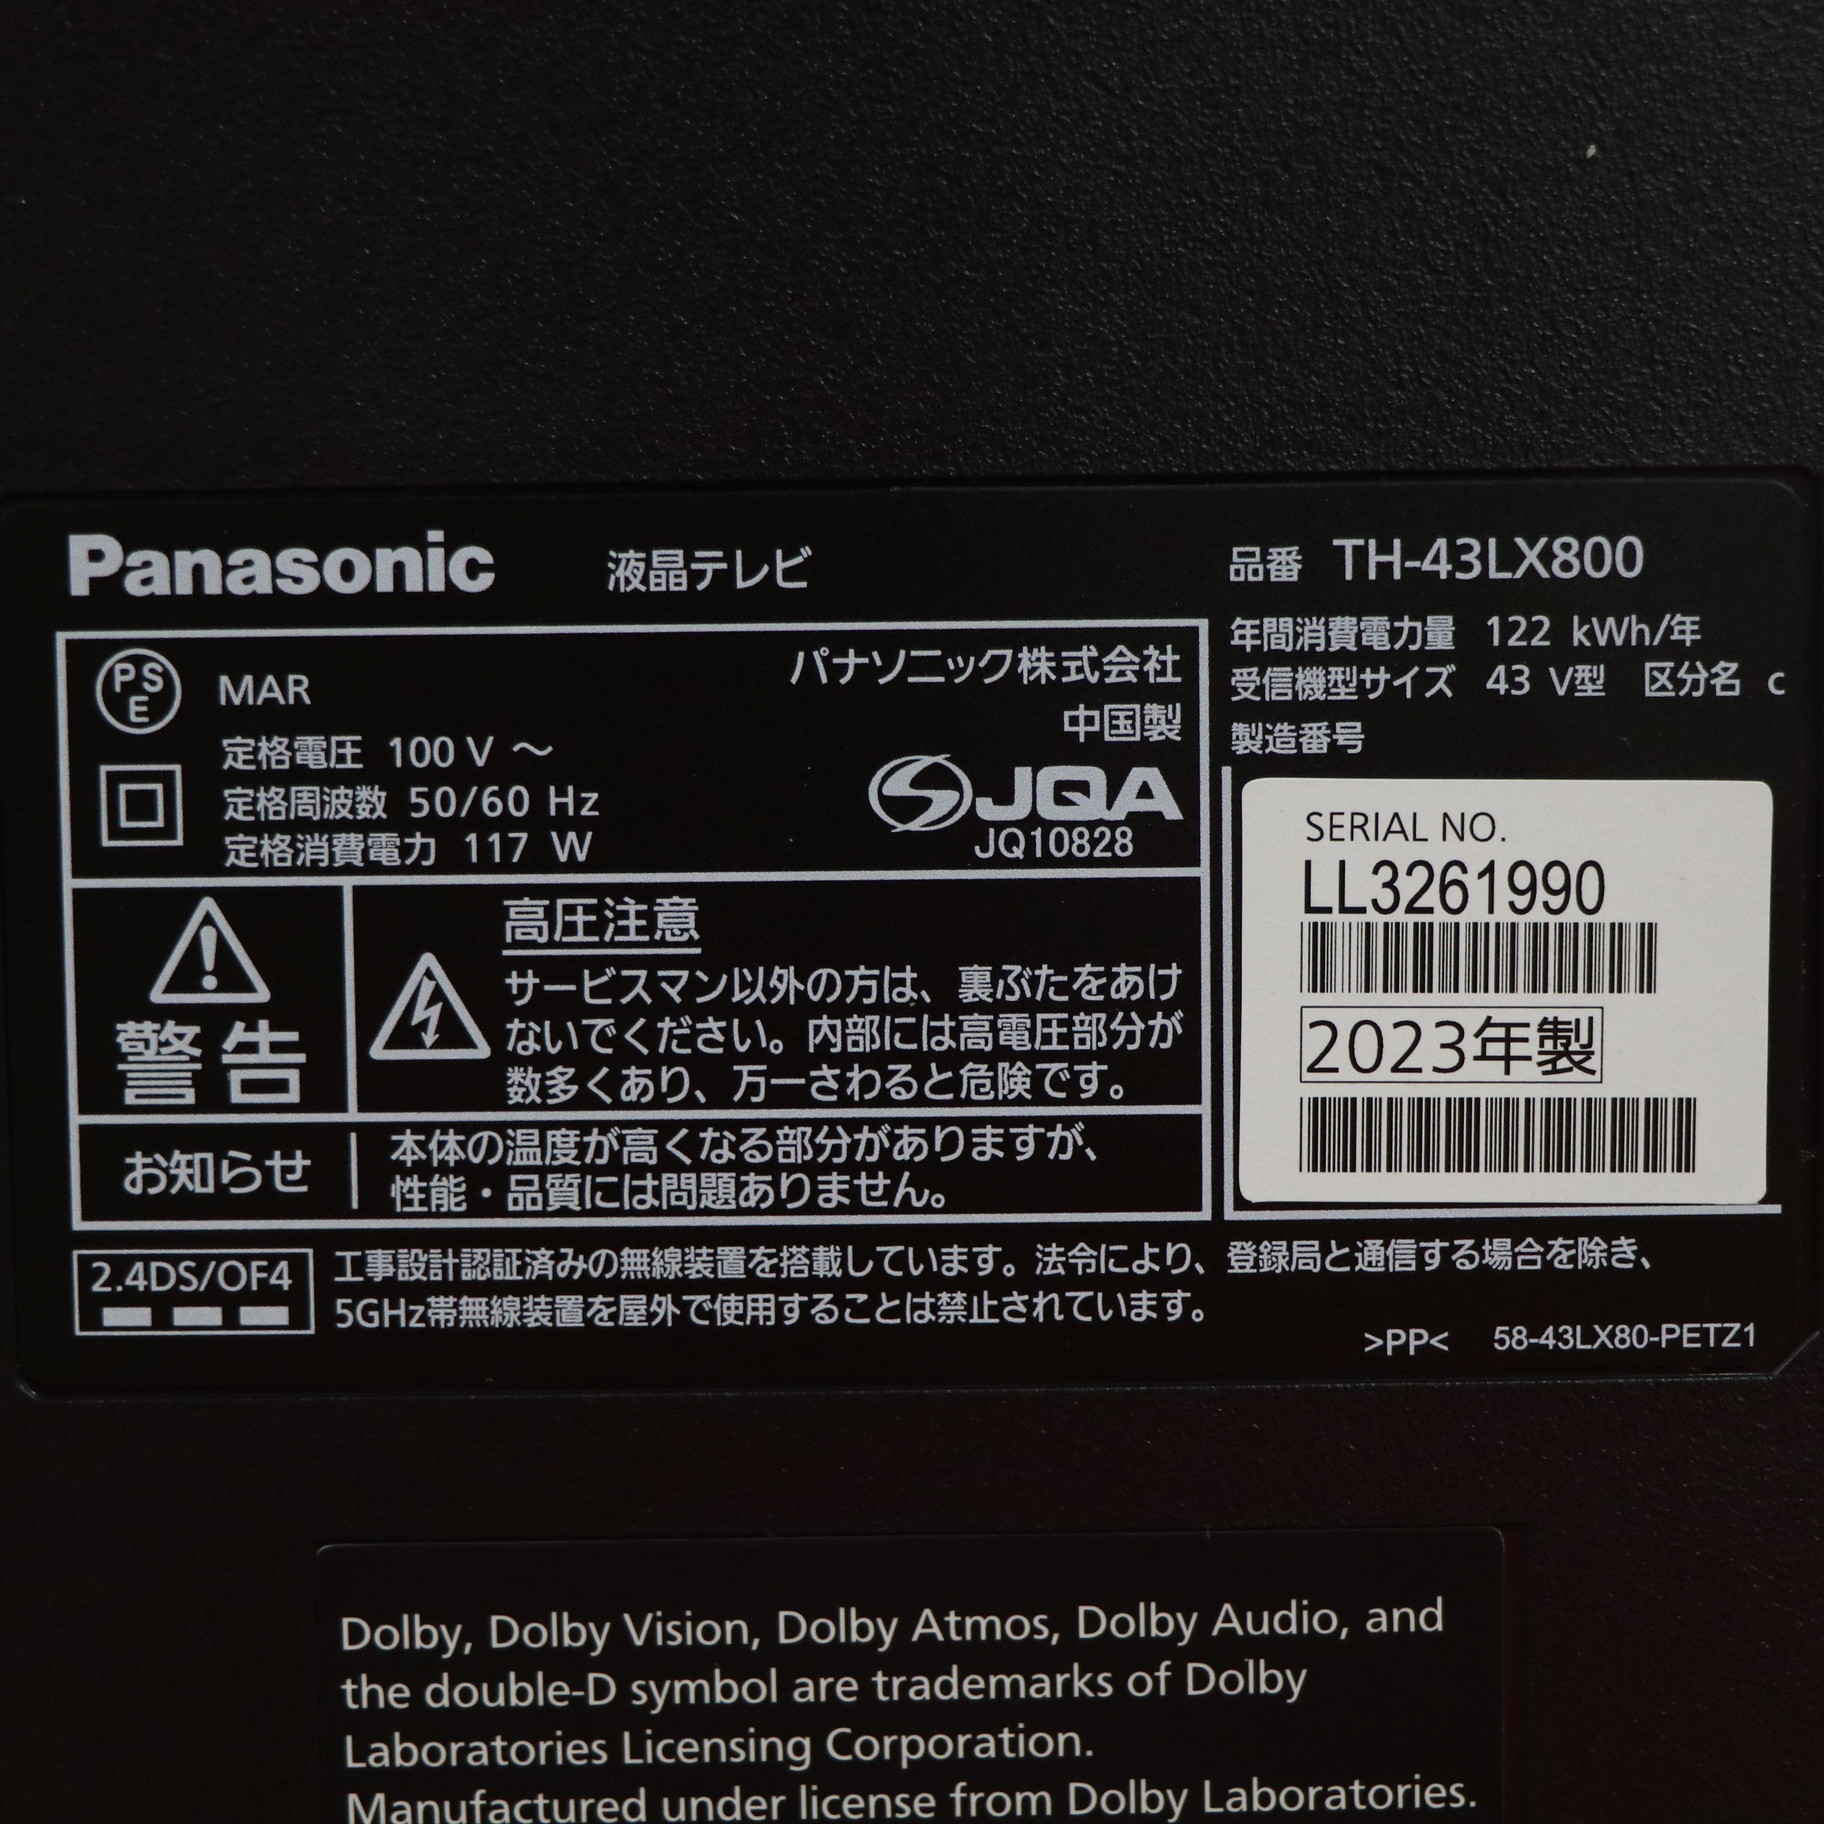 Panasonic 液晶テレビ 品番 TH-43LX800
PSE MAR
パナソニック株式会社
中国製
定格電圧 100 V ～
定格周波数 50/60 Hz
定格消費電力 117 W
JQA
JQ10828
年間消費電力量 122 kWh/年
受信機型サイズ 43 V型 区分名 c
製造番号
SERIAL NO.
LL3261990
2023年製
警告
高圧注意
サービスマン以外の方は、裏ぶたをあけ
ないでください。内部には高電圧部分が
数多くあり、万一さわると危険です。
お知らせ
本体の温度が高くなる部分がありますが、
性能・品質には問題ありません。
2.4DS/OF4
工事設計認証済みの無線装置を搭載しています。法令により、登録局と通信する場合を除き、
5GHz帯無線装置を屋外で使用することは禁止されています。
>PP< 58-43LX80-PETZ1
Dolby, Dolby Vision, Dolby Atmos, Dolby Audio, and
the double-D symbol are trademarks of Dolby
Laboratories Licensing Corporation.
Manufactured under license from Dolby Laboratories.